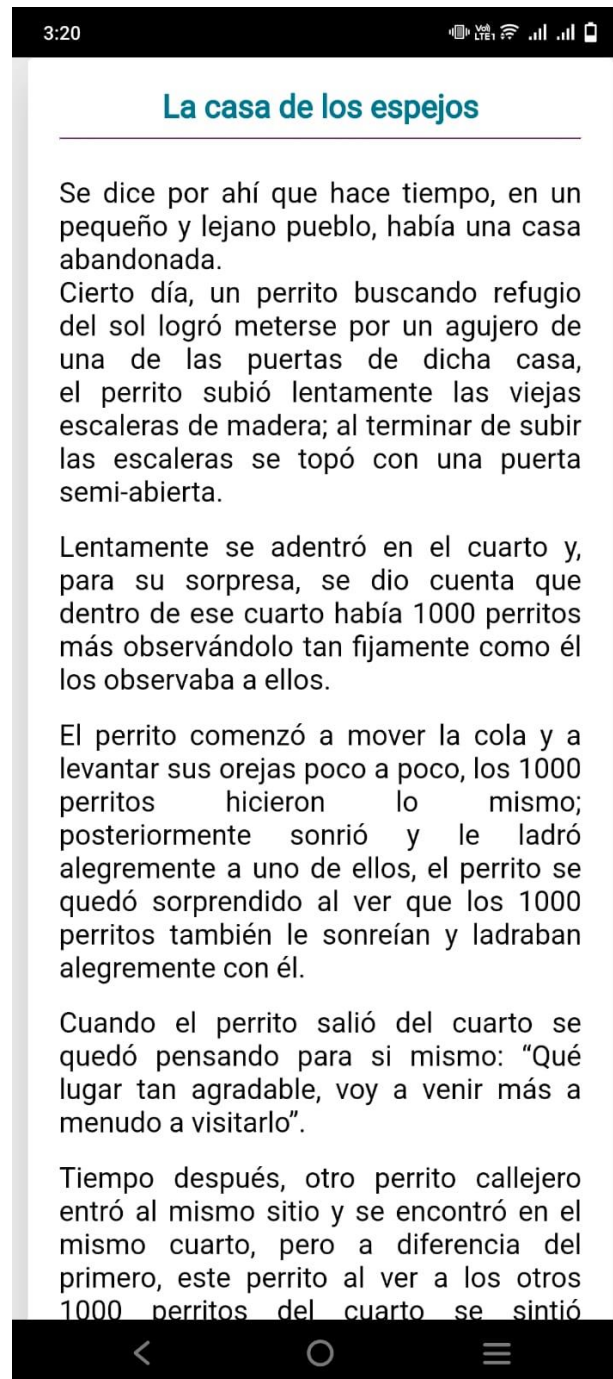 3:20
Vo)
LTE1
La casa de los espejos
Se dice por ahí que hace tiempo, en un
pequeño y lejano pueblo, había una casa
abandonada.
Cierto día, un perrito buscando refugio
del sol logró meterse por un agujero de
una de las puertas de dicha casa,
el perrito subió lentamente las viejas
escaleras de madera; al terminar de subir
las escaleras se topó con una puerta
semi-abierta.
Lentamente se adentró en el cuarto y,
para su sorpresa, se dio cuenta que
dentro de ese cuarto había 1000 perritos
más observándolo tan fijamente como él
los observaba a ellos.
El perrito comenzó a mover la cola y a
levantar sus orejas poco a poco, los 1000
perritos hicieron lo mismo;
posteriormente sonrió y le ladró
alegremente a uno de ellos, el perrito se
quedó sorprendido al ver que los 1000
perritos también le sonreían y ladraban
alegremente con él.
Cuando el perrito salió del cuarto se
quedó pensando para si mismo: “Qué
lugar tan agradable, voy a venir más a
menudo a visitarlo”.
Tiempo después, otro perrito callejero
entró al mismo sitio y se encontró en el
mismo cuarto, pero a diferencia del
primero, este perrito al ver a los otros
1000 perritos del cuarto se sintió